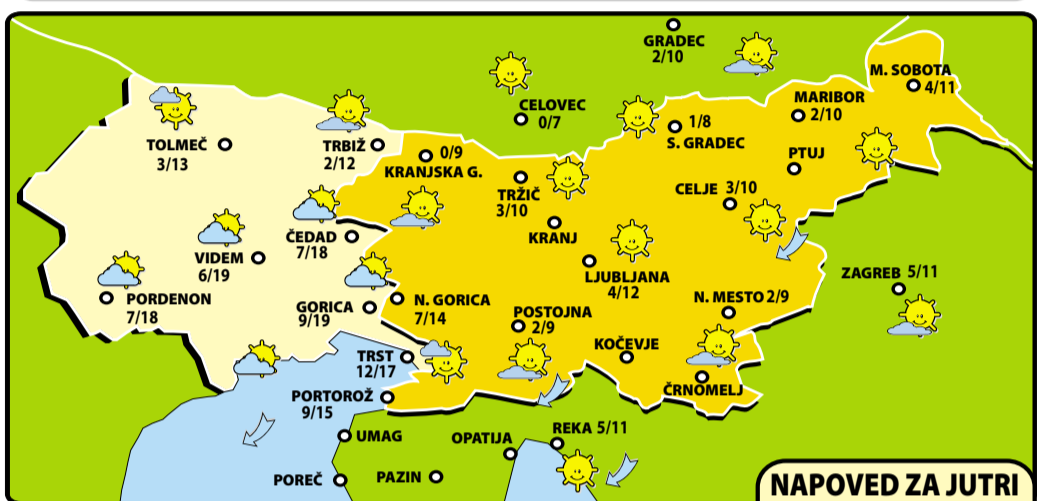 GRADEC
2/10
M. SOBOTA
4/11
CELOVEC
0/7
MARIBOR
2/10
TOLMEČ
3/13
TRBIŽ
2/12
0/9
KRANJSKA G.
1/8
S. GRADEC
PTUJ
TRŽIČ
3/10
CELJE 3/10
KRANJ
ČEDAD
7/18
VIDEM
6/19
LJUBLJANA
4/12
ZAGREB 5/11
PORDENON
7/18
GORICA
9/19
N. GORICA
7/14
N. MESTO 2/9
POSTOJNA
2/9
KOČEVJE
TRST
12/17
ČRNOMELJ
PORTOROŽ
9/15
UMAG
OPATIJA
REKA 5/11
POREČ
PAZIN
NAPOVED ZA JUTRI